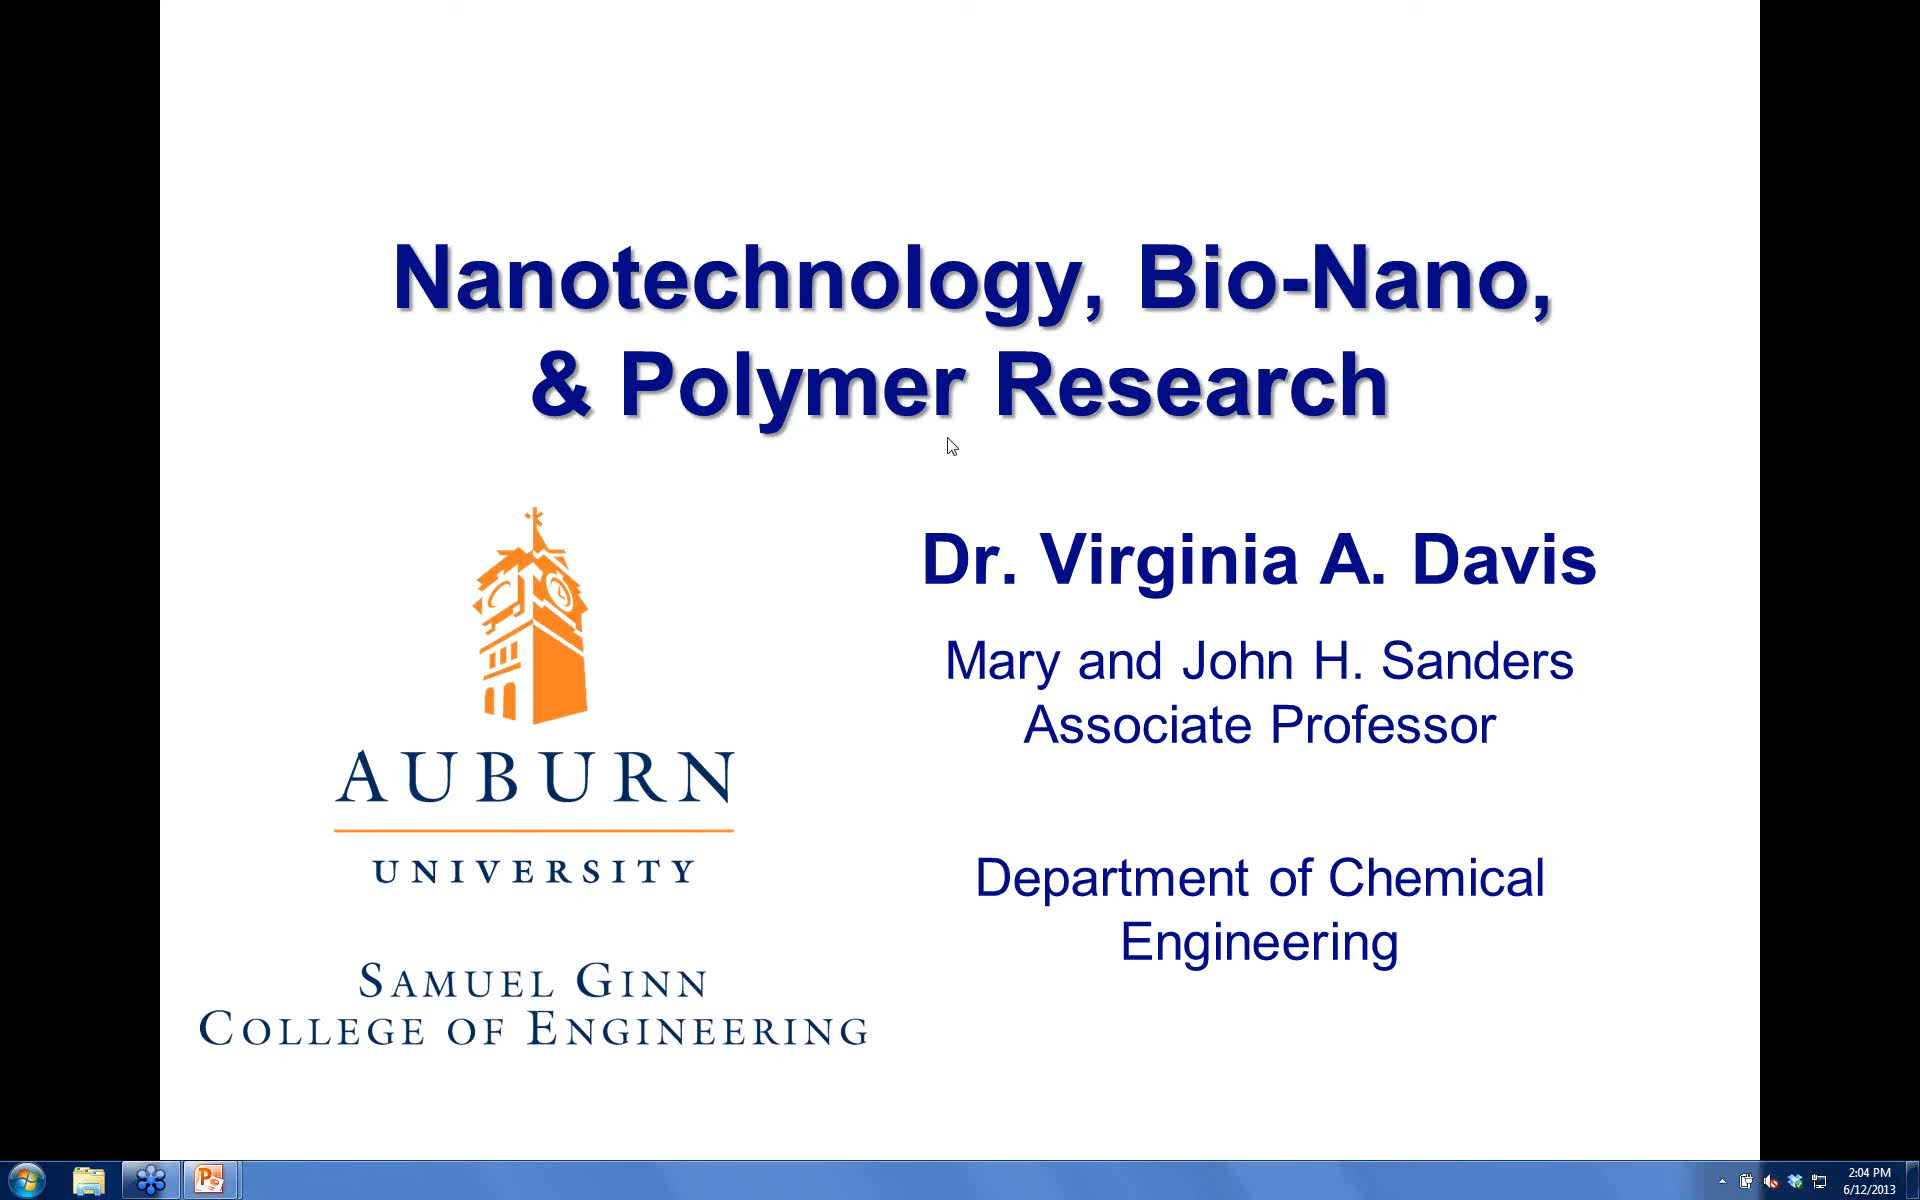 Nanotechnology, Bio-Nano,
& Polymer Research
Dr. Virginia A. Davis
Mary and John H. Sanders
Associate Professor
Department of Chemical
Engineering
AUBURN
UNIVERSITY
SAMUEL GINN
COLLEGE OF ENGINEERING
2:04 PM
6/12/2013